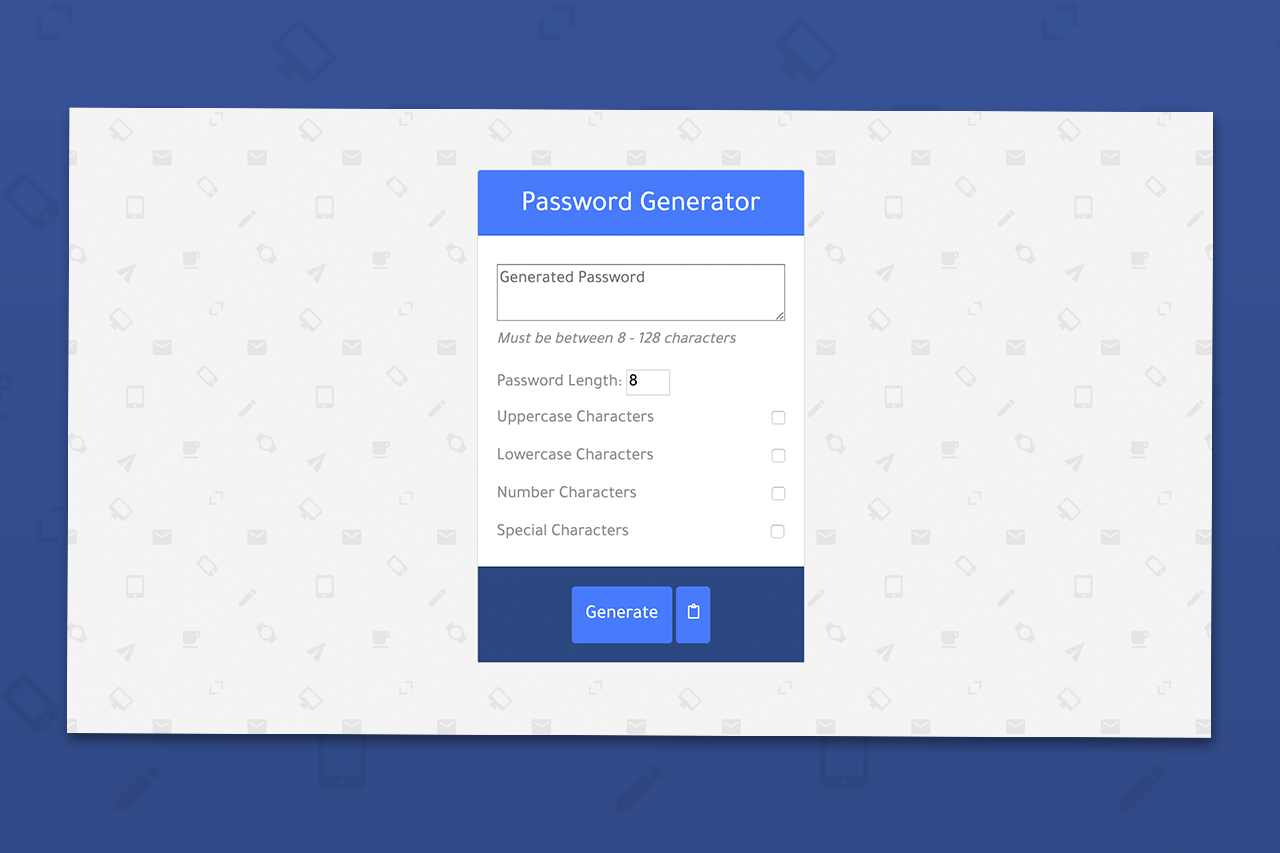 Password Generator
Generated Password
Must be between 8 - 128 characters
Password Length: 8
Uppercase Characters
Lowercase Characters
Number Characters
Special Characters
Generate